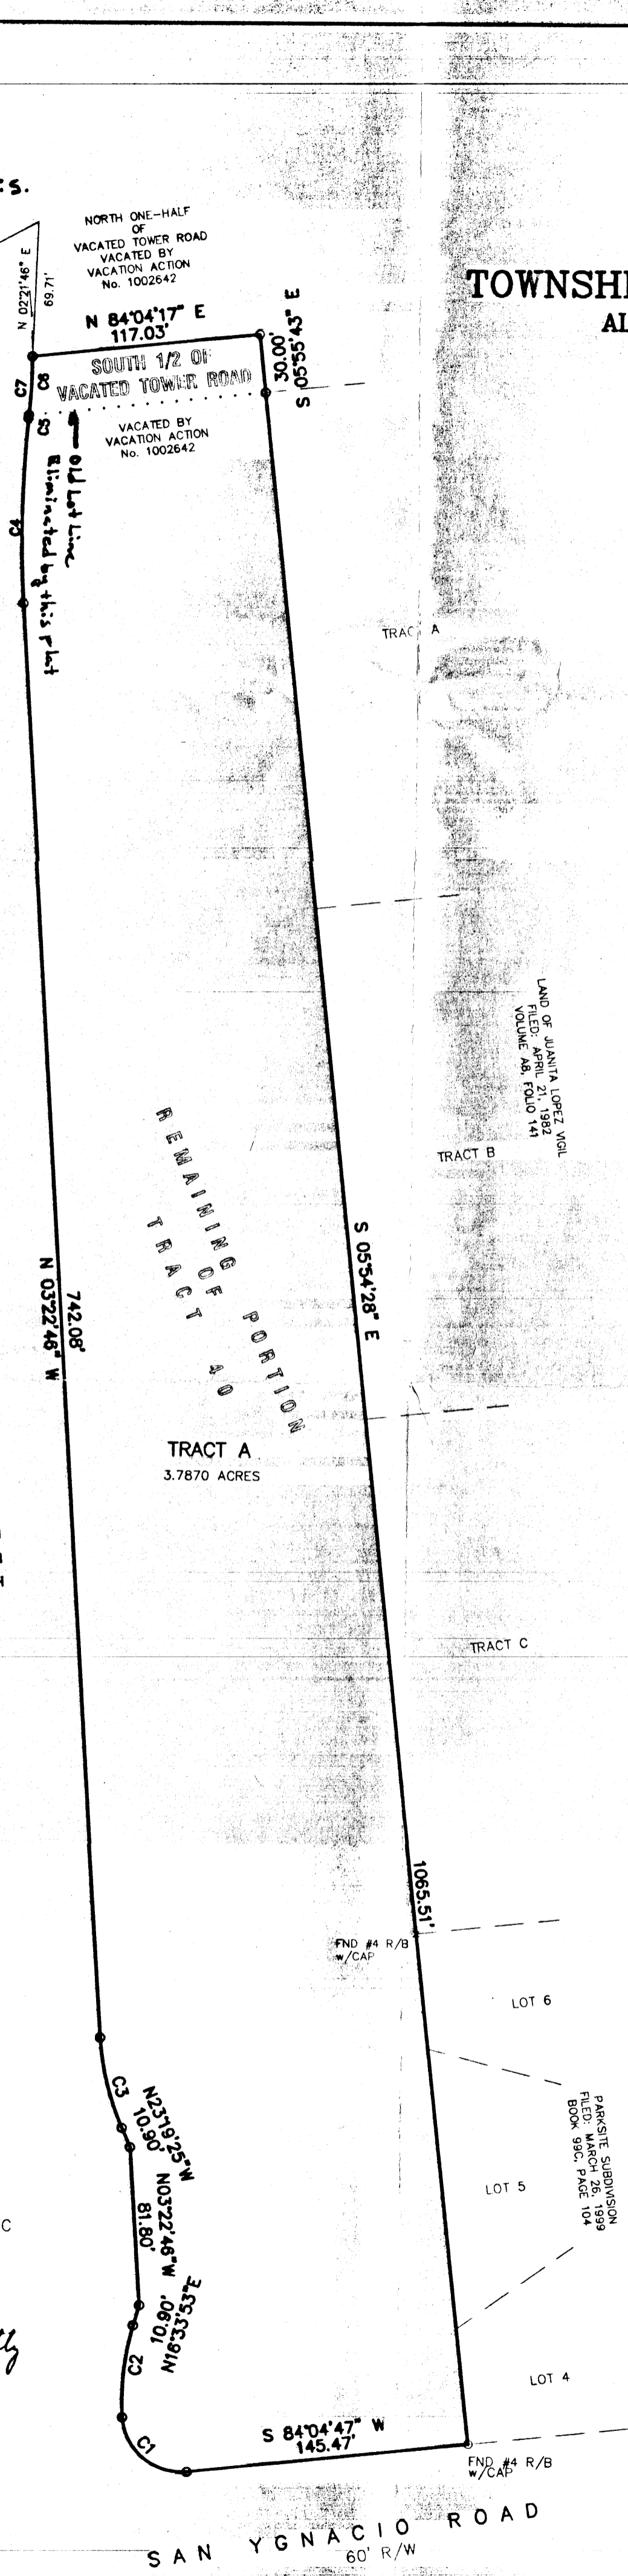 :S.
NORTH ONE-HALF
OF
VACATED TOWER ROAD
VACATED BY
VACATION ACTION
No. 1002642
TOWNSHI
AL
N 02°21'46" E
69.71'
N 84°04'17" E
117.03'
30.00'
S 05°55'43" E
SOUTH 1/2 OF
VACATED TOWER ROAD
C7
C6
C5
VACATED BY
VACATION ACTION
No. 1002642
Old Lot Line
Eliminated by this plat
C4
TRACT A
LAND OF JUANITA LOPEZ VIGIL
FILED: APRIL 21, 1982
VOLUME A8, FOLIO 141
TRACT B
REMAINING PORTION
OF
TRACT 40
S 05°54'28" E
742.08'
N 03°22'46" W
TRACT A
3.7870 ACRES
TRACT C
1065.51'
FND #4 R/B
w/CAP
LOT 6
C3
N23°19'25"W
10.90'
PARKSITE SUBDIVISION
FILED: MARCH 26, 1999
BOOK 99C, PAGE 104
LOT 5
N03°22'46"W
81.80'
C
10.90'
N16°33'53"E
C2
LOT 4
C1
S 84°04'47" W
145.47'
FND #4 R/B
w/CAP
SAN YGNACIO ROAD
60' R/W